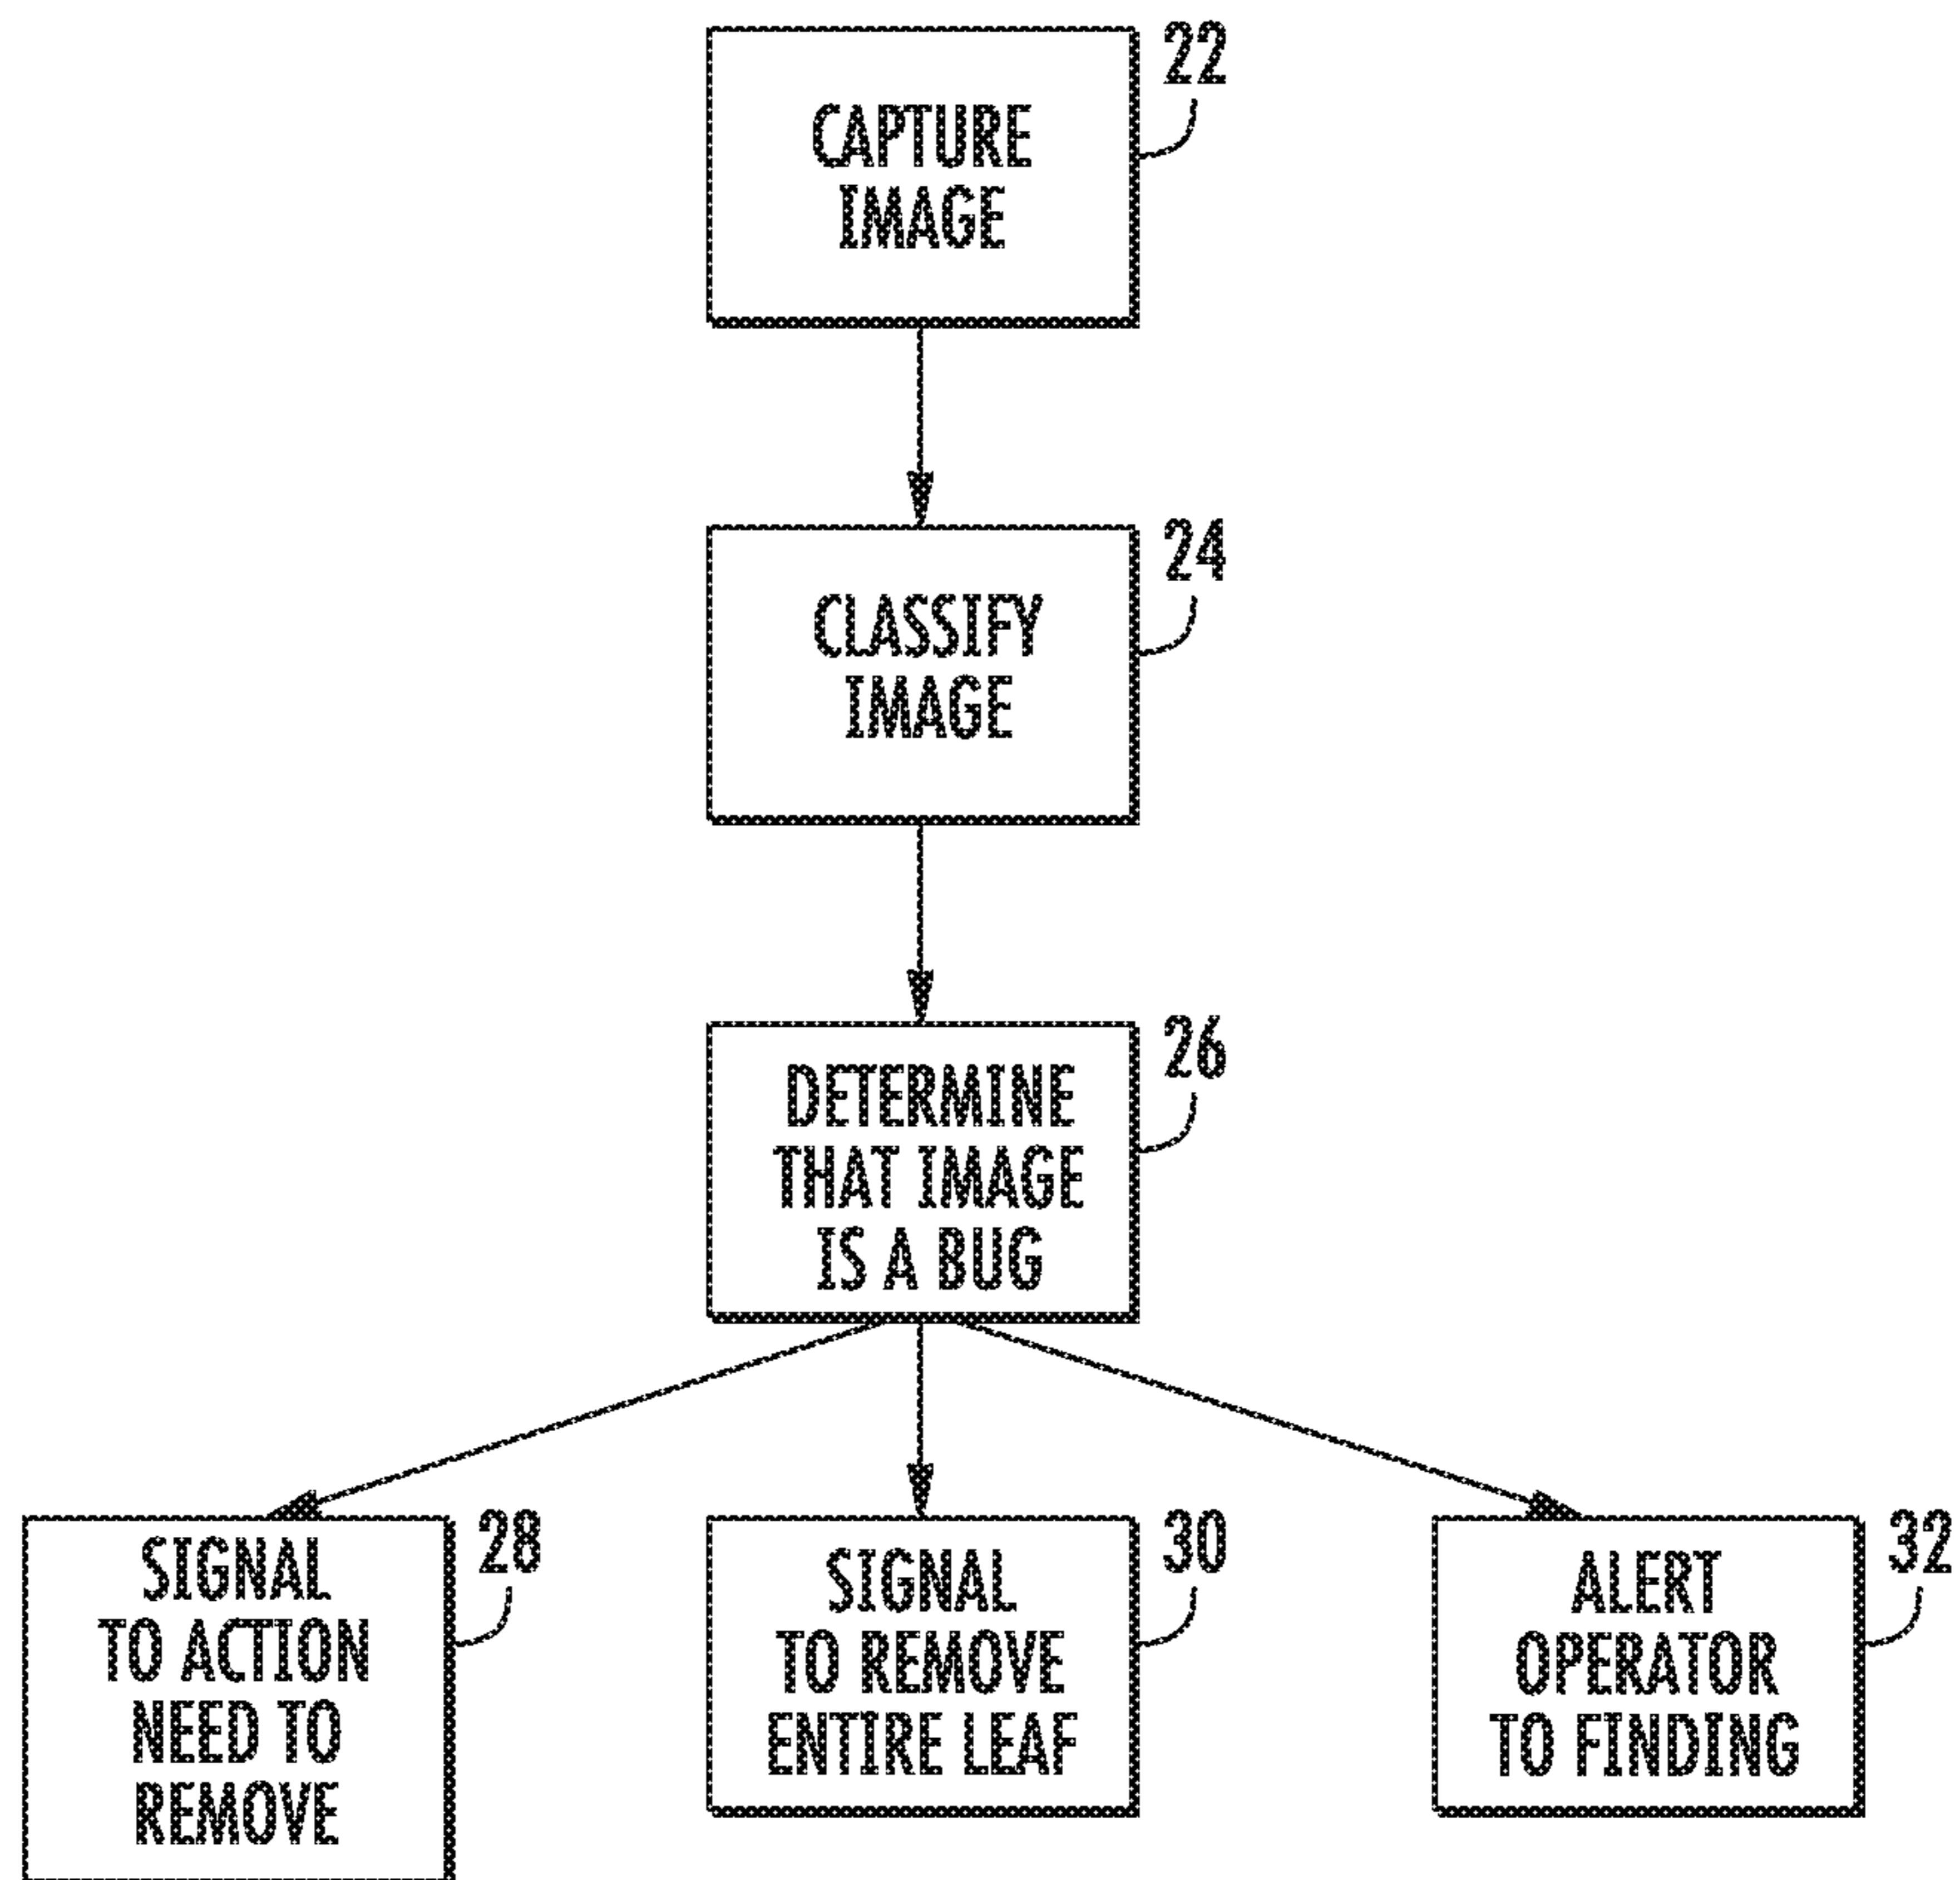 22
CAPTURE
IMAGE
24
CLASSIFY
IMAGE
26
DETERMINE
THAT IMAGE
IS A BUG
28
SIGNAL
TO ACTION
NEED TO
REMOVE
30
SIGNAL
TO REMOVE
ENTIRE LEAF
32
ALERT
OPERATOR
TO FINDING